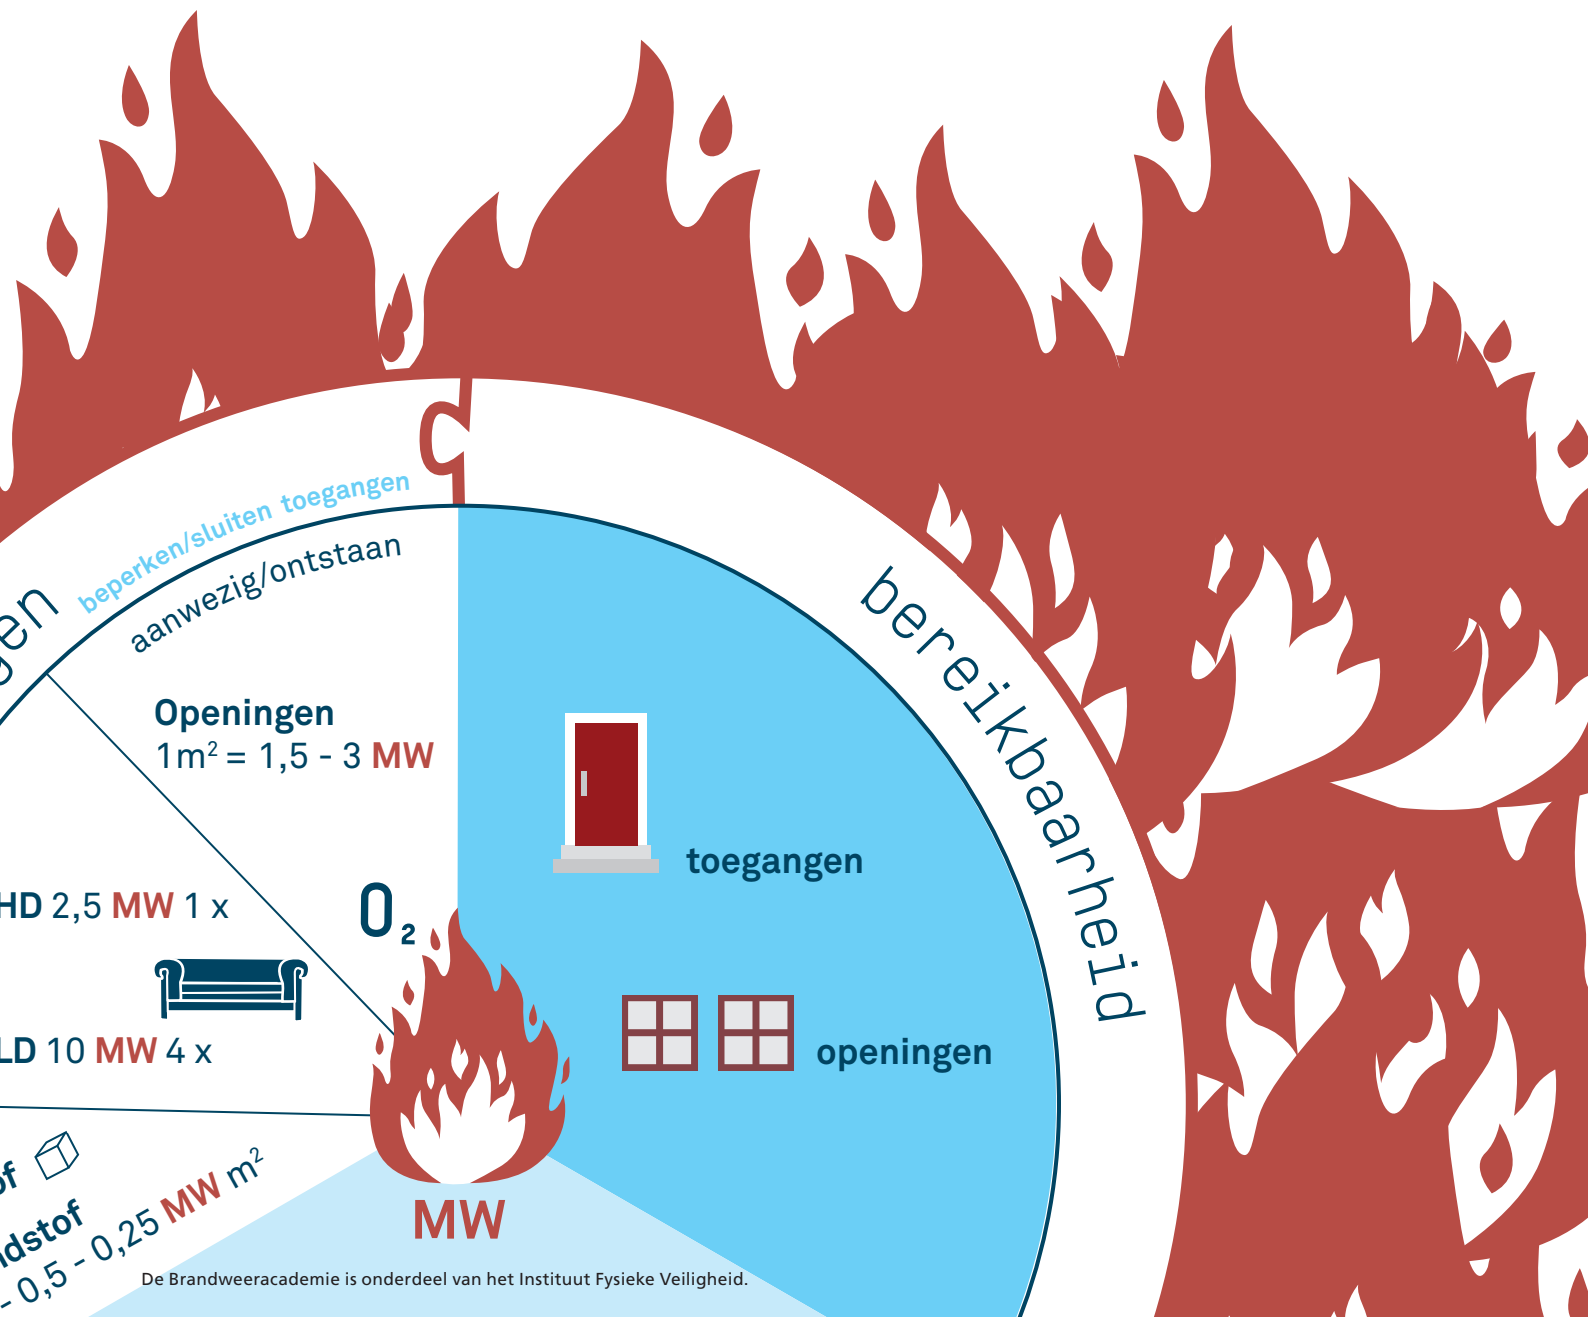 beperken/sluiten toegangen
aanwezig/ontstaan
bereikbaarheid
Openingen
1m² = 1,5 - 3 MW
toegangen
HD 2,5 MW 1 x
O₂
LD 10 MW 4 x
openingen
- 0,5 - 0,25 MW m²
MW
De Brandweeracademie is onderdeel van het Instituut Fysieke Veiligheid.